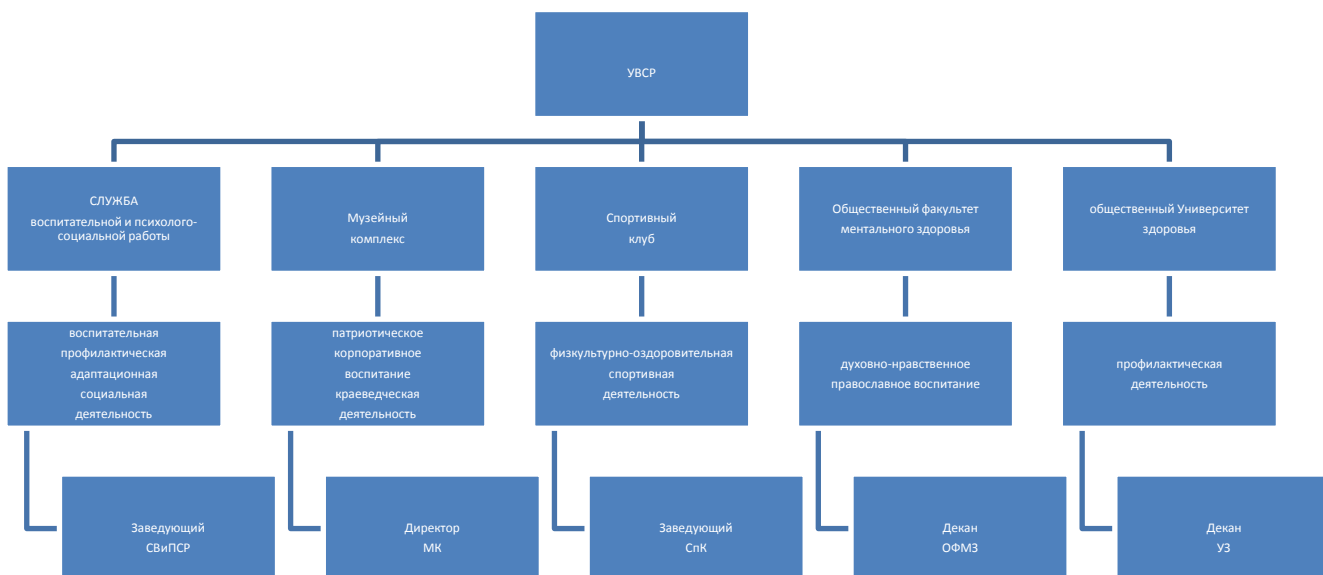 УВСР
СЛУЖБА
воспитательной и психолого-
социальной работы
Музейный
комплекс
Спортивный
клуб
Общественный факультет
ментального здоровья
общественный Университет
здоровья
воспитательная
профилактическая
адаптационная
социальная
деятельность
патриотическое
корпоративное
воспитание
краеведческая
деятельность
физкультурно-оздоровительная
спортивная
деятельность
духовно-нравственное
православное воспитание
профилактическая
деятельность
Заведующий
СВиПСР
Директор
МК
Заведующий
СпК
Декан
ОФМЗ
Декан
УЗ